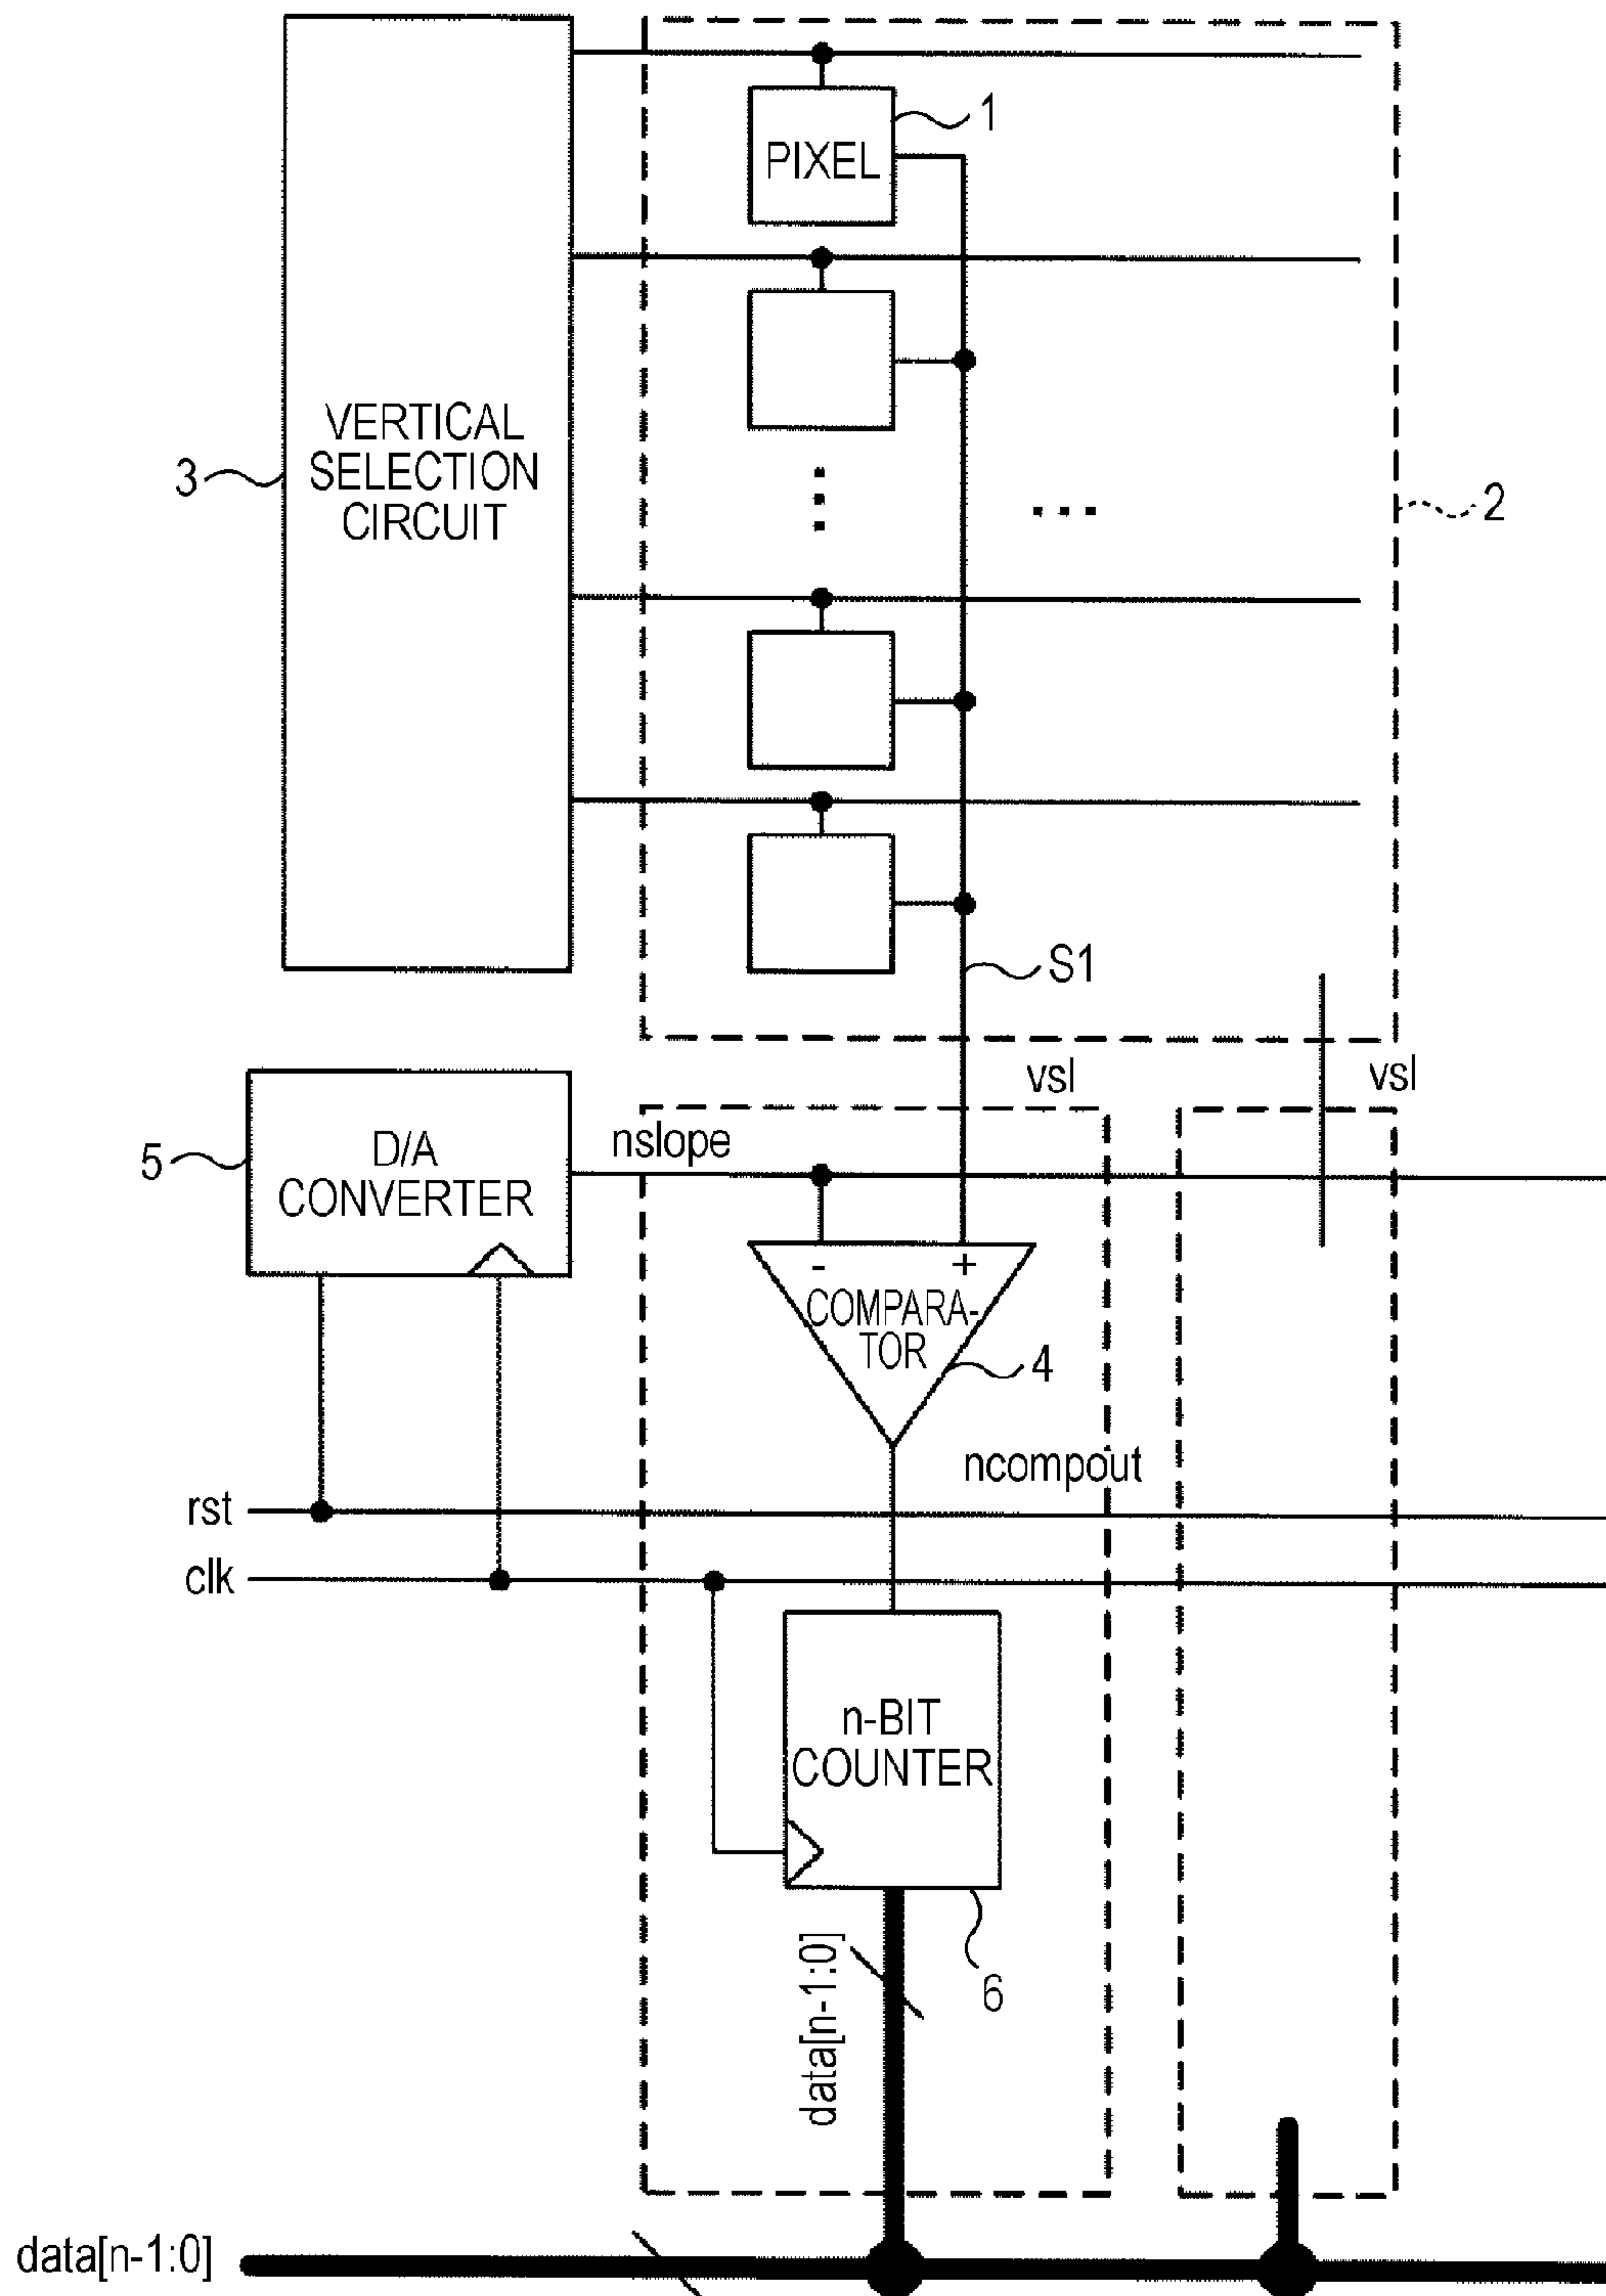 1
PIXEL
VERTICAL
SELECTION
CIRCUIT
3
2
S1
vsl
vsl
5
D/A
CONVERTER
nslope
- +
COMPARA-
TOR
4
ncompout
rst
clk
n-BIT
COUNTER
6
data[n-1:0]
data[n-1:0]